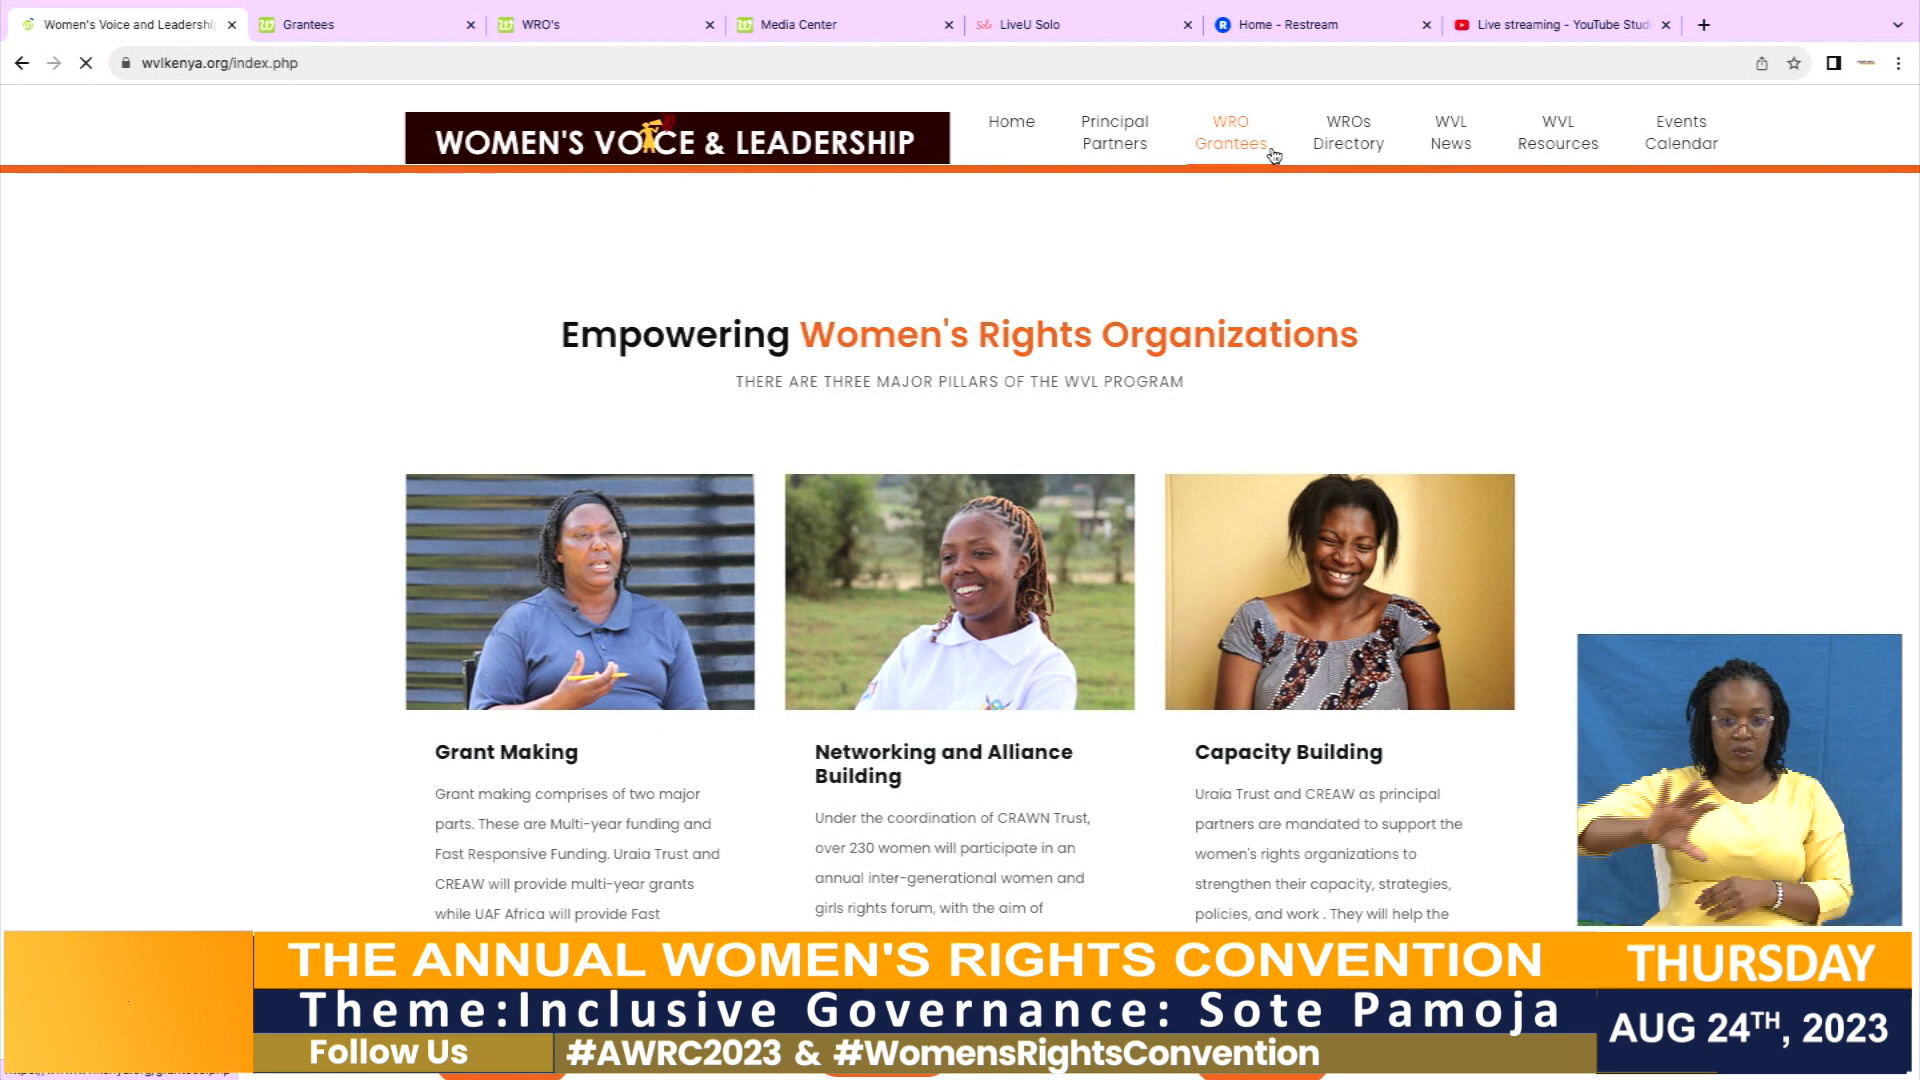 Women's Voice and Leadership
Grantees
WRO's
Media Center
LiveU Solo
Home - Restream
Live streaming - YouTube Stud
wvlkenya.org/index.php
WOMEN'S VOICE & LEADERSHIP
Home
Principal
Partners
WRO
Grantees
WROs
Directory
WVL
News
WVL
Resources
Events
Calendar
Empowering Women's Rights Organizations
THERE ARE THREE MAJOR PILLARS OF THE WVL PROGRAM
Grant Making
Grant making comprises of two major
parts. These are Multi-year funding and
Fast Responsive Funding. Uraia Trust and
CREAW will provide multi-year grants
while UAF Africa will provide Fast
Networking and Alliance
Building
Under the coordination of CRAWN Trust,
over 230 women will participate in an
annual inter-generational women and
girls rights forum, with the aim of
Capacity Building
Uraia Trust and CREAW as principal
partners are mandated to support the
women's rights organizations to
strengthen their capacity, strategies,
policies, and work . They will help the
THE ANNUAL WOMEN'S RIGHTS CONVENTION
Theme:Inclusive Governance: Sote Pamoja
Follow Us #AWRC2023 & #WomensRightsConvention
THURSDAY
AUG 24TH, 2023